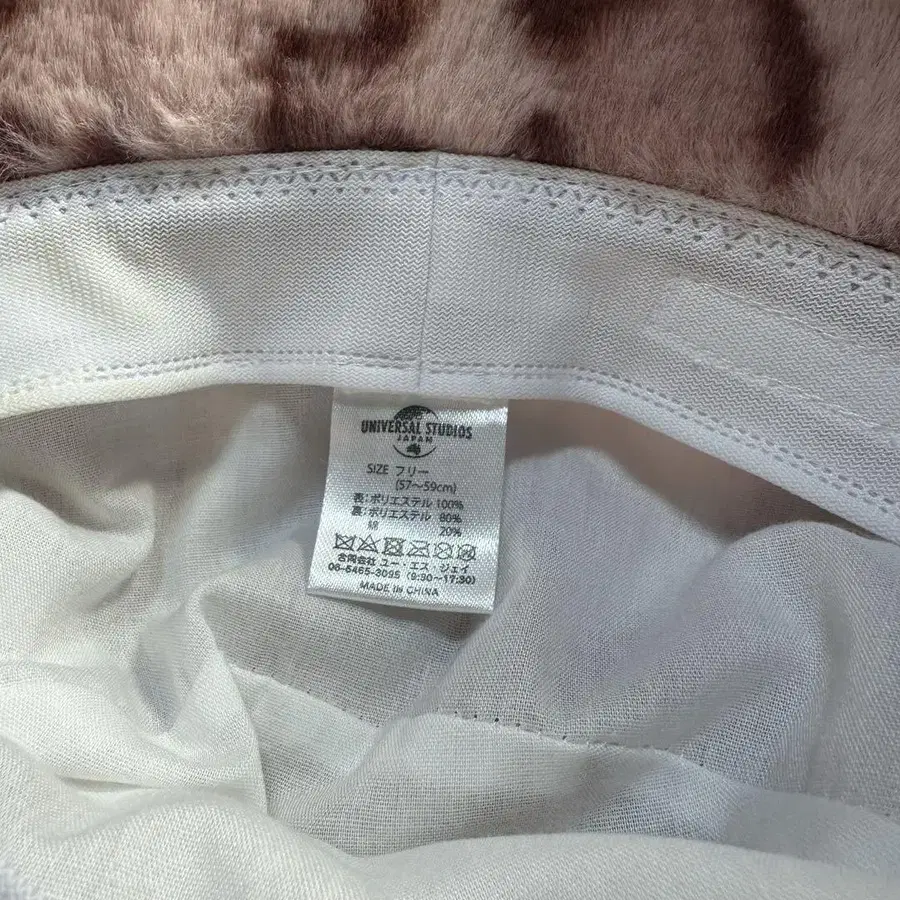 UNIVERSAL STUDIOS
JAPAN
SIZE フリー
(57～59cm)
表：ポリエステル 100%
裏：ポリエステル 80%
綿 20%
合同会社 ユー・エス・ジェイ
06-5465-3095 (9:30～17:30)
MADE IN CHINA